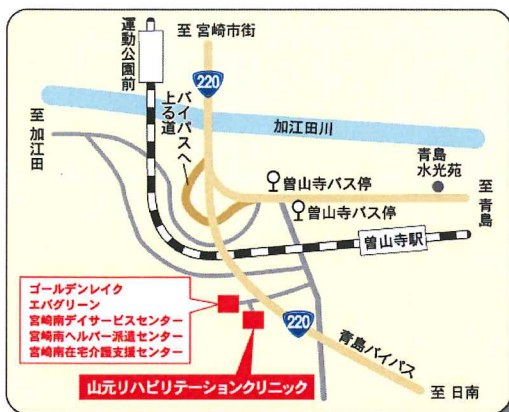 運動公園前
至 宮崎市街
220
バイパスへ
上る道
至 加江田
加江田川
青島
水光苑
曽山寺バス停
曽山寺バス停
至 青島
曽山寺駅
ゴールデンレイク
エバグリーン
宮崎南デイサービスセンター
宮崎南ヘルパー派遣センター
宮崎南在宅介護支援センター
山元リハビリテーションクリニック
220
青島バイパス
至 日南